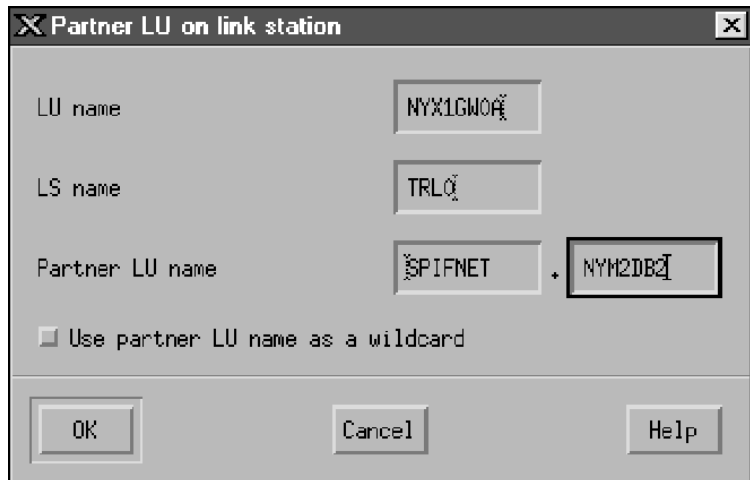 Partner LU on link station
LU name NYX1GW0A
LS name TRL0
Partner LU name SPIFNET . NYM2DB2
Use partner LU name as a wildcard
OK Cancel Help